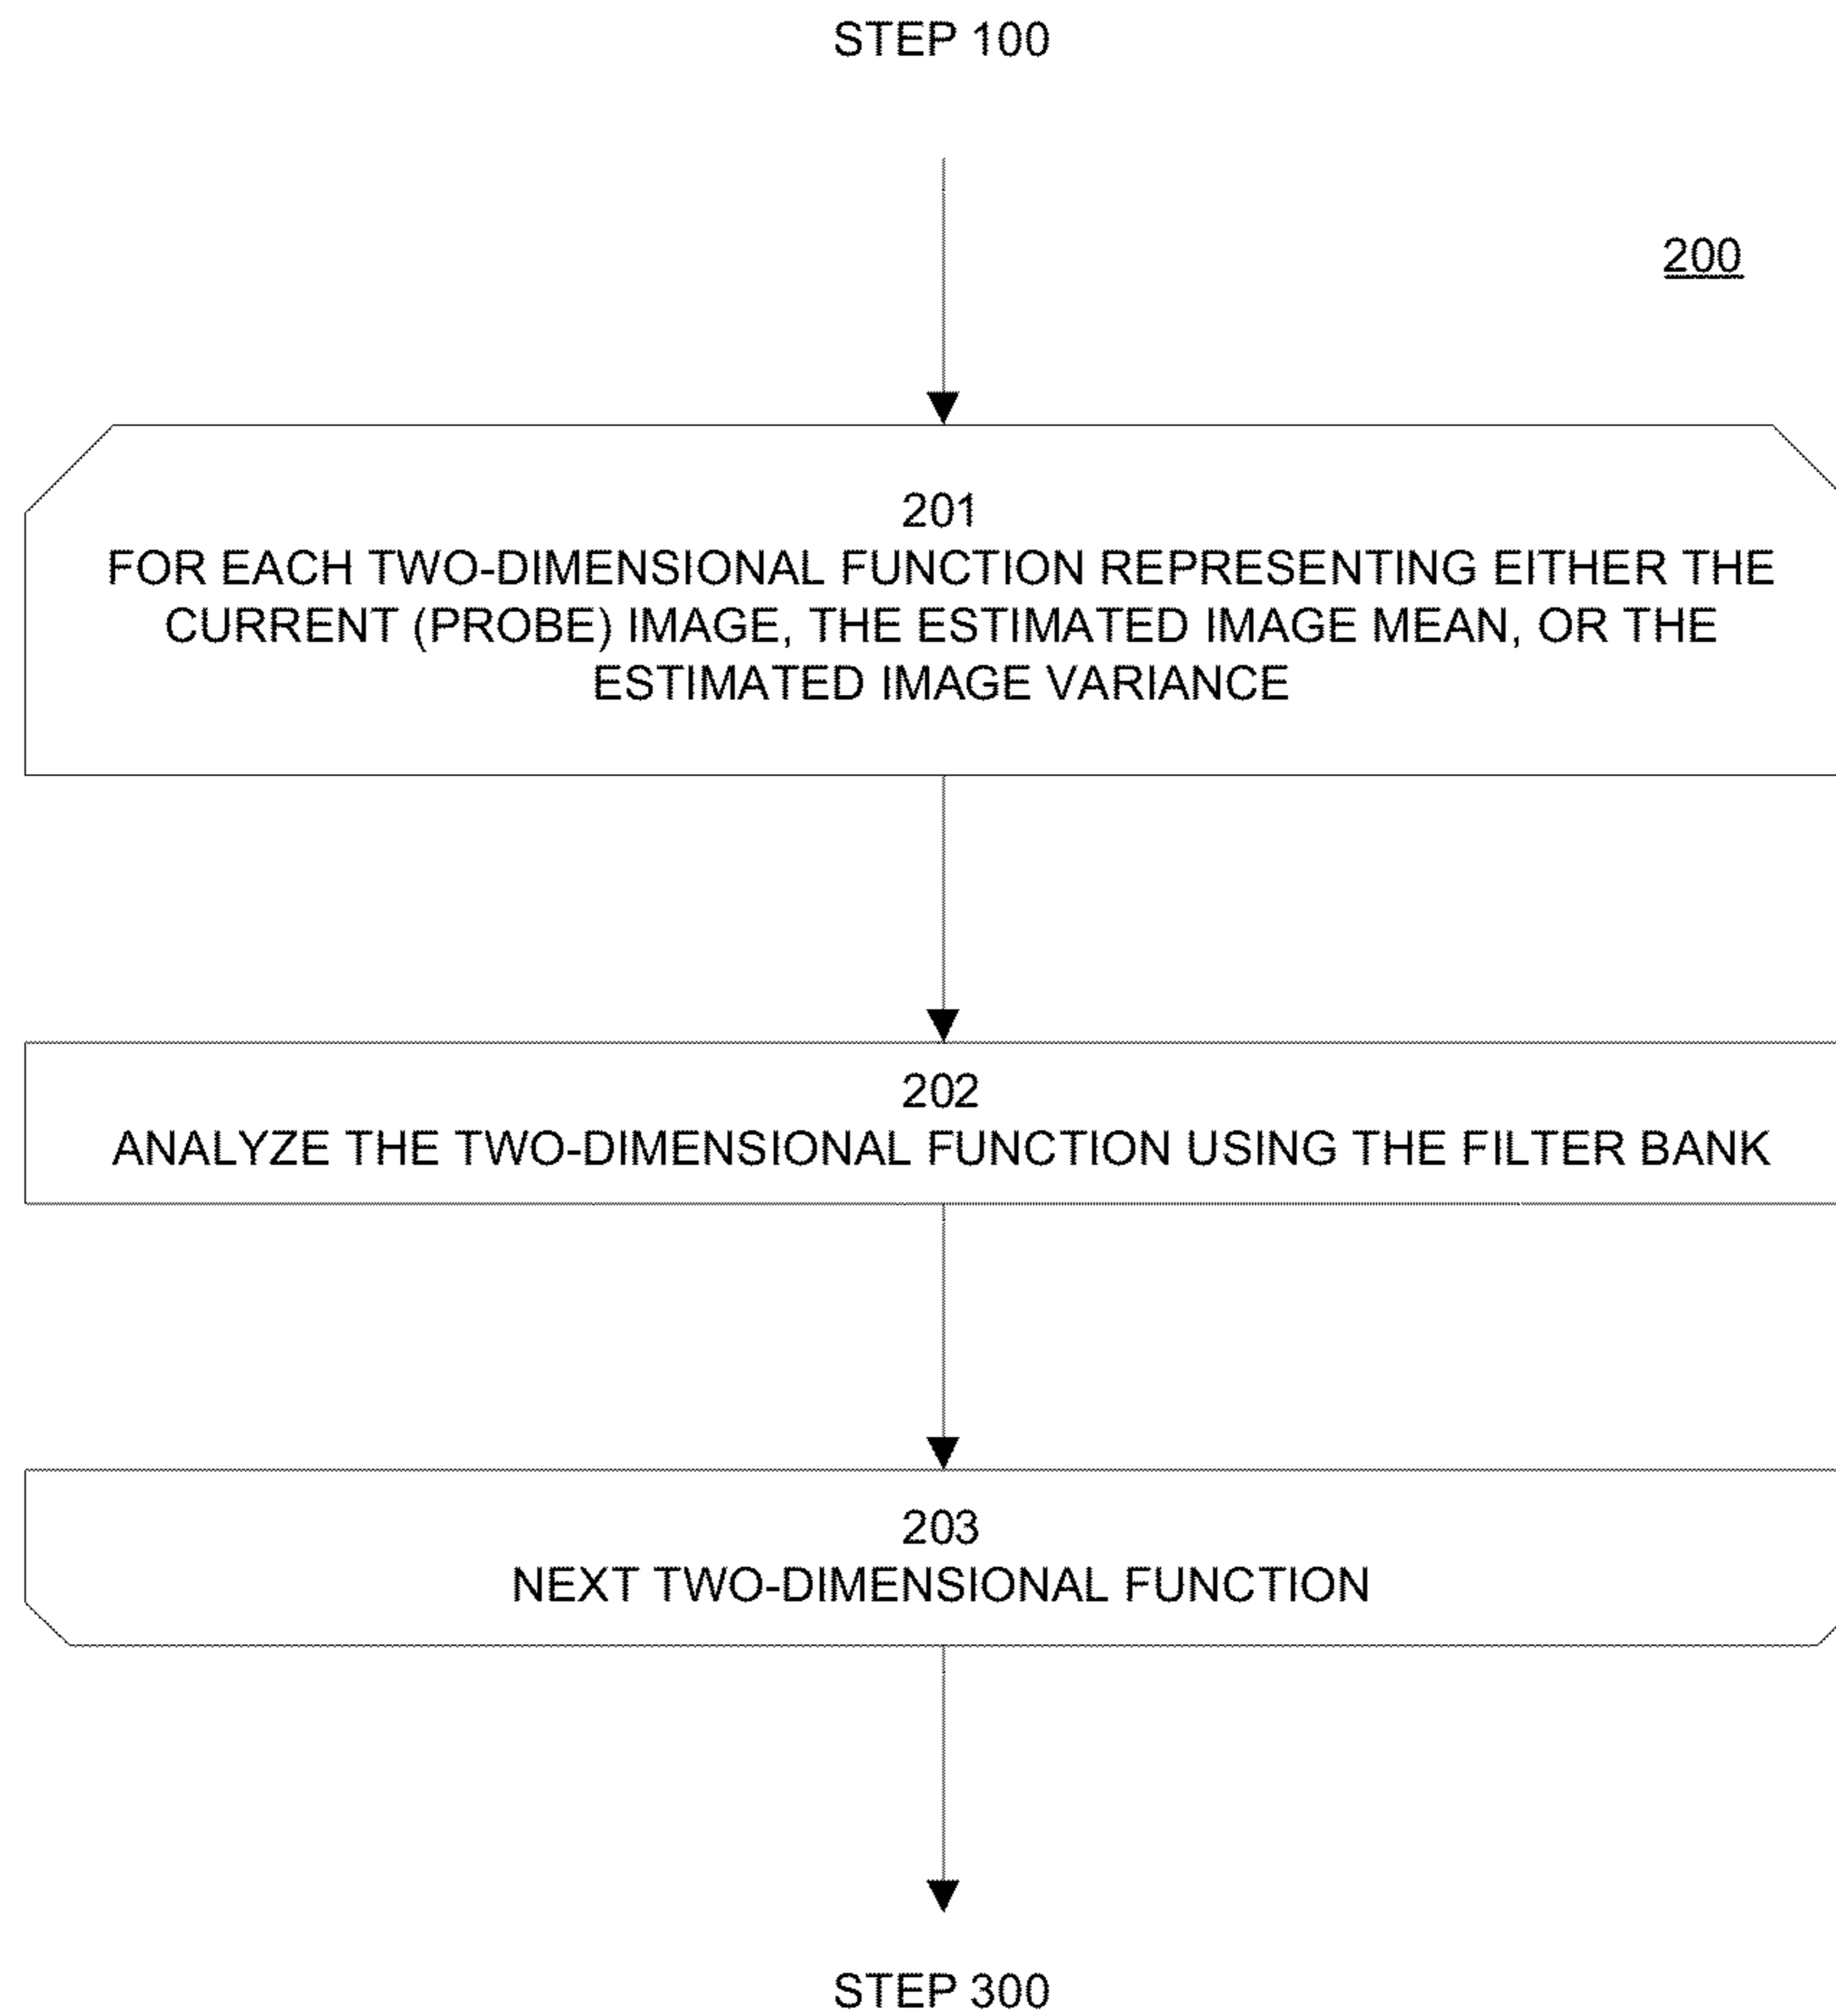 STEP 100
200
201
FOR EACH TWO-DIMENSIONAL FUNCTION REPRESENTING EITHER THE
CURRENT (PROBE) IMAGE, THE ESTIMATED IMAGE MEAN, OR THE
ESTIMATED IMAGE VARIANCE
202
ANALYZE THE TWO-DIMENSIONAL FUNCTION USING THE FILTER BANK
203
NEXT TWO-DIMENSIONAL FUNCTION
STEP 300